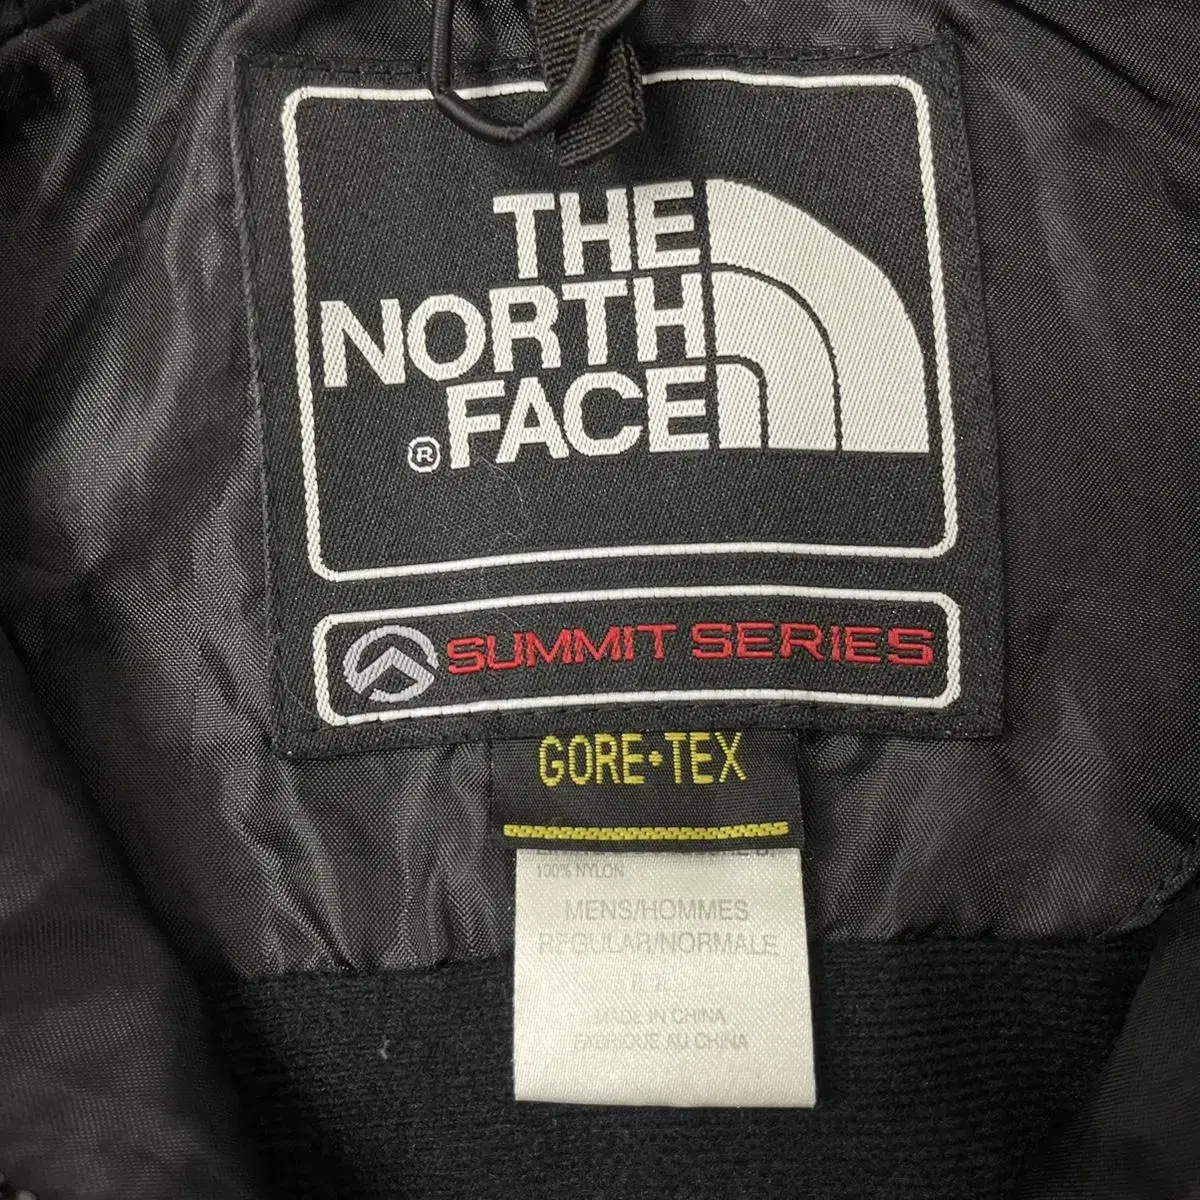 THE
NORTH
FACE
®
SUMMIT SERIES
GORE-TEX
100% NYLON
MENS/HOMMES
REGULAR/NORMALE
MADE IN CHINA
FABRIQUE AU CHINA